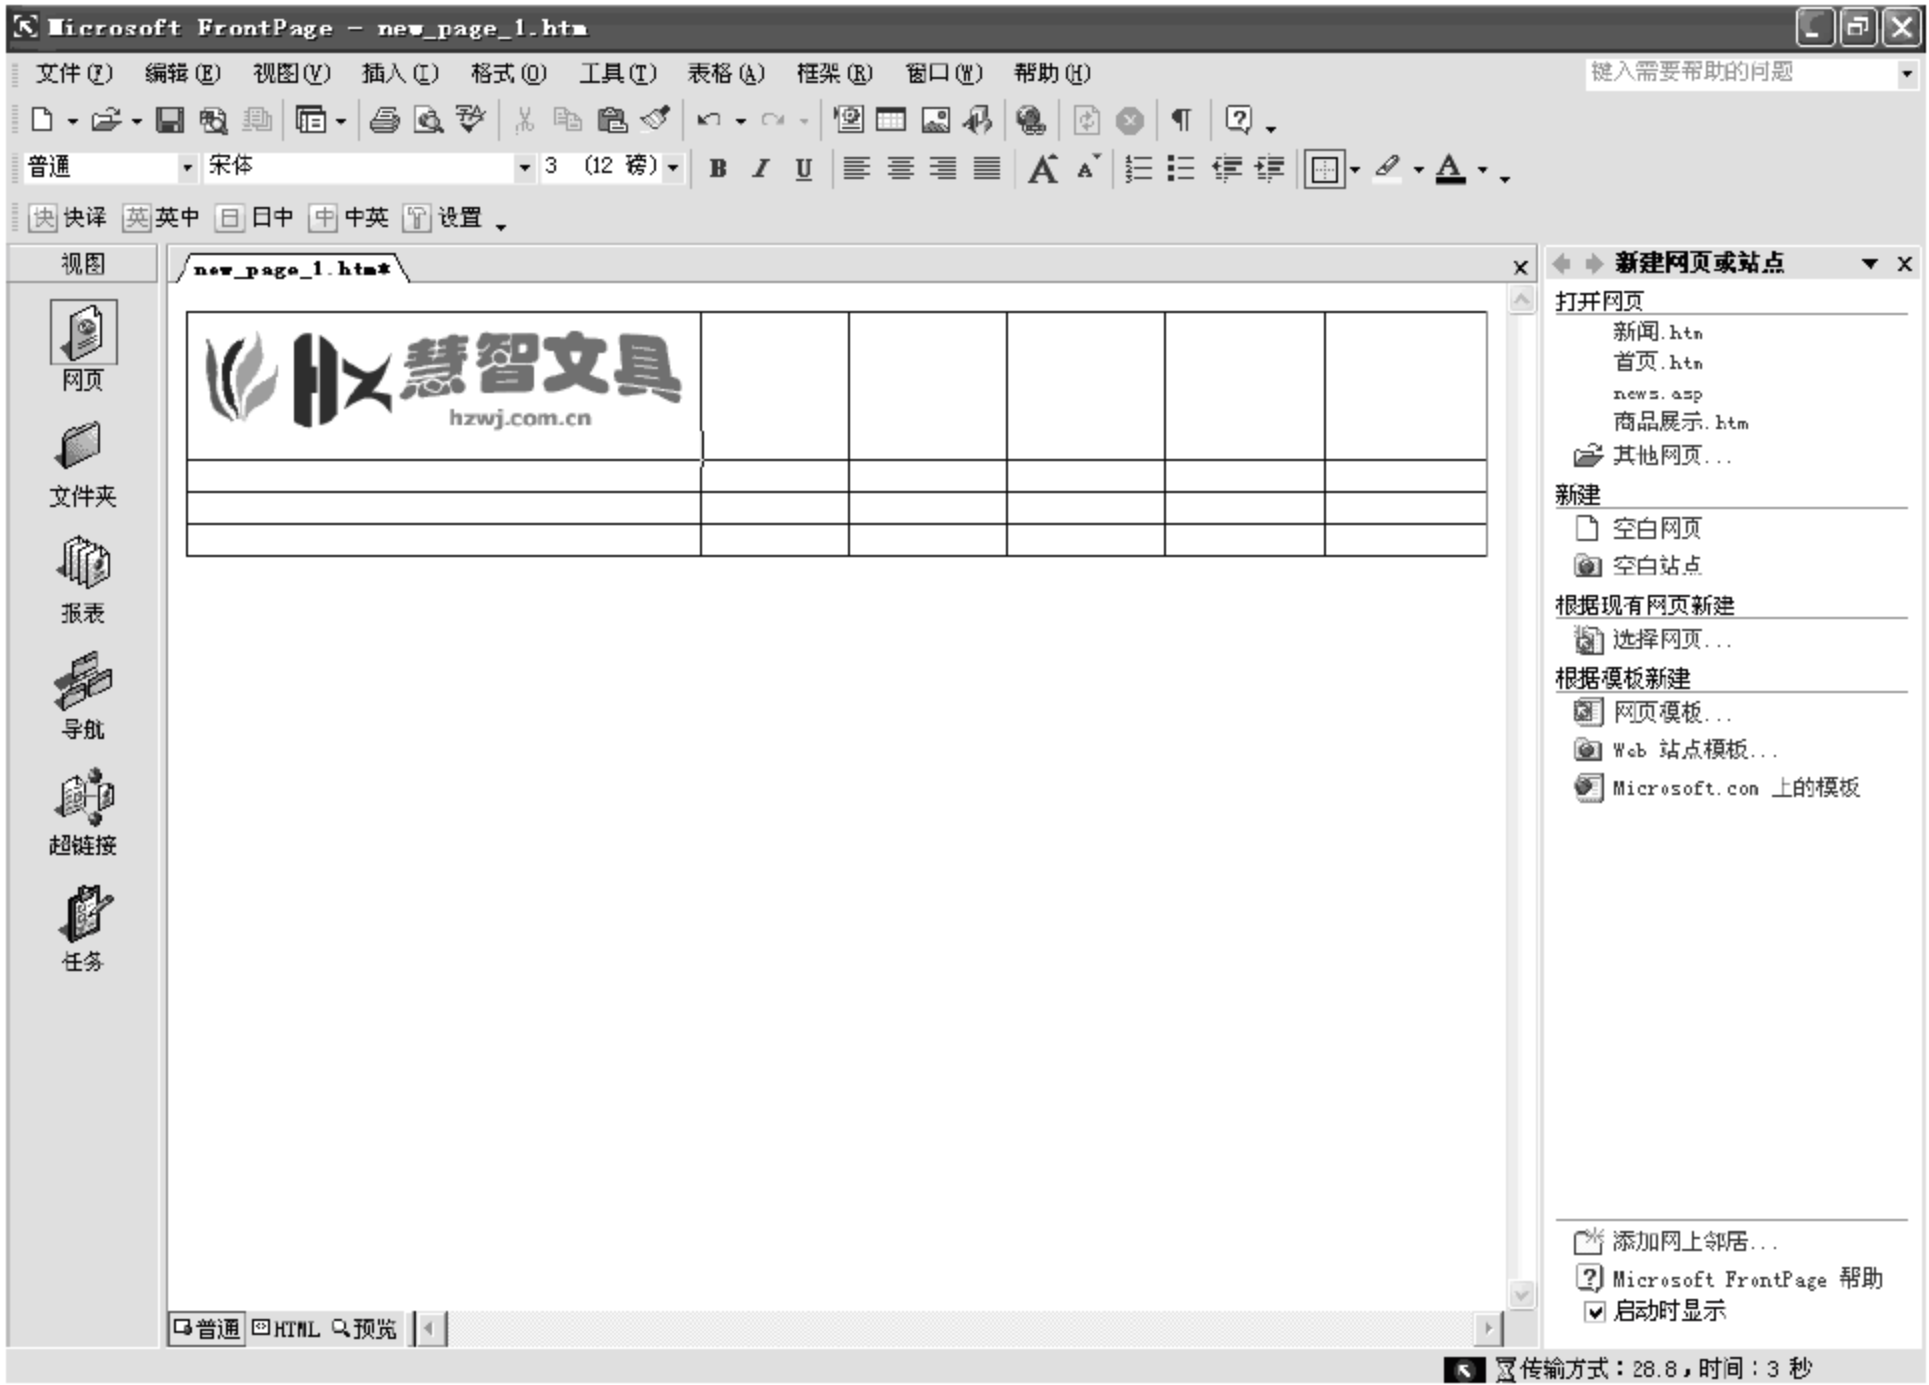 Microsoft FrontPage - new_page_1.htm
文件(F) 编辑(E) 视图(V) 插入(I) 格式(O) 工具(T) 表格(A) 框架(R) 窗口(W) 帮助(H) 键入需要帮助的问题
普通 宋体 3 (12 磅) B I U A A A
快 快译 英 英中 日 日中 中 中英 设置
视图
网页
文件夹
报表
导航
超链接
任务
new_page_1.htm*
Hz 慧智文具
hzwj.com.cn
普通 HTML 预览
新建网页或站点
打开网页
新闻.htm
首页.htm
news.asp
商品展示.htm
其他网页...
新建
空白网页
空白站点
根据现有网页新建
选择网页...
根据模板新建
网页模板...
Web 站点模板...
Microsoft.com 上的模板
添加网上邻居...
Microsoft FrontPage 帮助
启动时显示
传输方式：28.8，时间：3 秒